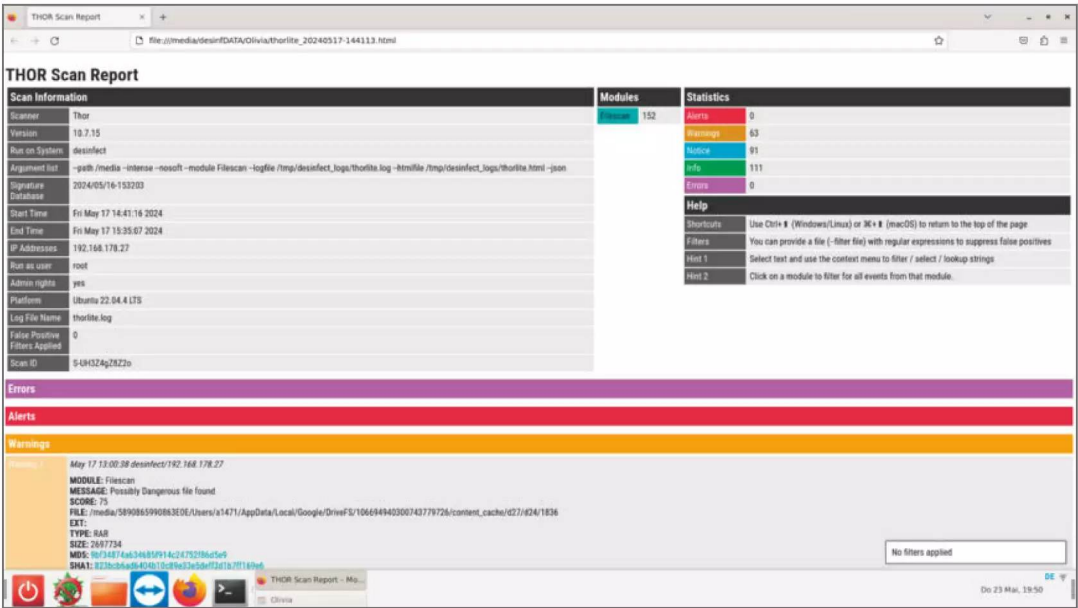 THOR Scan Report
file:///media/desinfDATA/Olivia/thorlite_20240517-144113.html
THOR Scan Report
Scan Information
Scanner Thor
Version 10.7.15
Run on System desinfect
Argument list --path /media --intense --nosoft --module Filescan --logfile /tmp/desinfect_logs/thorlite.log --htmlfile /tmp/desinfect_logs/thorlite.html --json
Signature Database 2024/05/16-153203
Start Time Fri May 17 14:41:16 2024
End Time Fri May 17 15:35:07 2024
IP Addresses 192.168.178.27
Run as user root
Admin rights yes
Platform Ubuntu 22.04.4 LTS
Log File Name thorlite.log
False Positive Filters Applied 0
Scan ID S-UH3Z4gZ8Z2o
Modules
Filescan 152
Statistics
Alerts 0
Warnings 63
Notice 91
Info 111
Errors 0
Help
Shortcuts Use Ctrl+⬆ (Windows/Linux) or ⌘+⬆ (macOS) to return to the top of the page
Filters You can provide a file (--filter file) with regular expressions to suppress false positives
Hint 1 Select text and use the context menu to filter / select / lookup strings
Hint 2 Click on a module to filter for all events from that module.
Errors
Alerts
Warnings
Warning 1
May 17 13:00:38 desinfect/192.168.178.27
MODULE: Filescan
MESSAGE: Possibly Dangerous file found
SCORE: 75
FILE: /media/5890865990863E0E/Users/a1471/AppData/Local/Google/DriveFS/106694940300743779726/content_cache/d27/d24/1836
EXT:
TYPE: RAR
SIZE: 2697734
MD5: 9bf34874a634685f914c24752f86d5e9
SHA1:
No filters applied
THOR Scan Report – Mo...
Olivia
DE
Do 23 Mai, 19:50